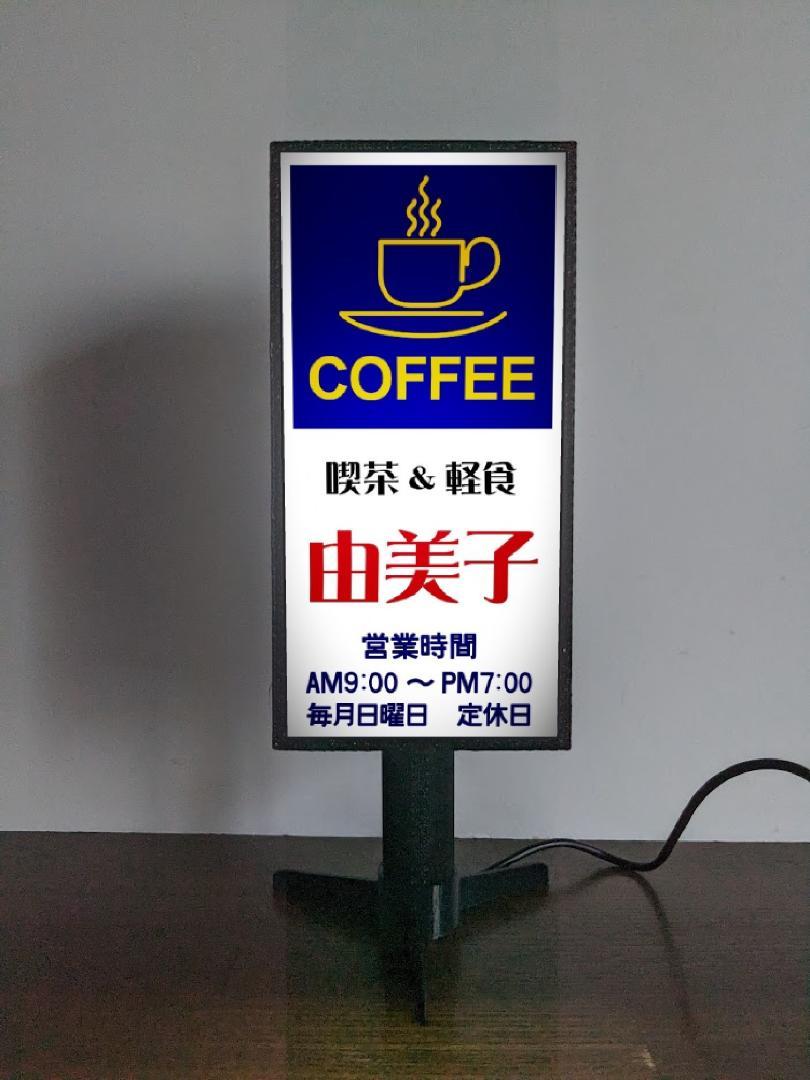 COFFEE
喫茶 & 軽食
由美子
営業時間
AM9:00 〜 PM7:00
毎月日曜日 定休日